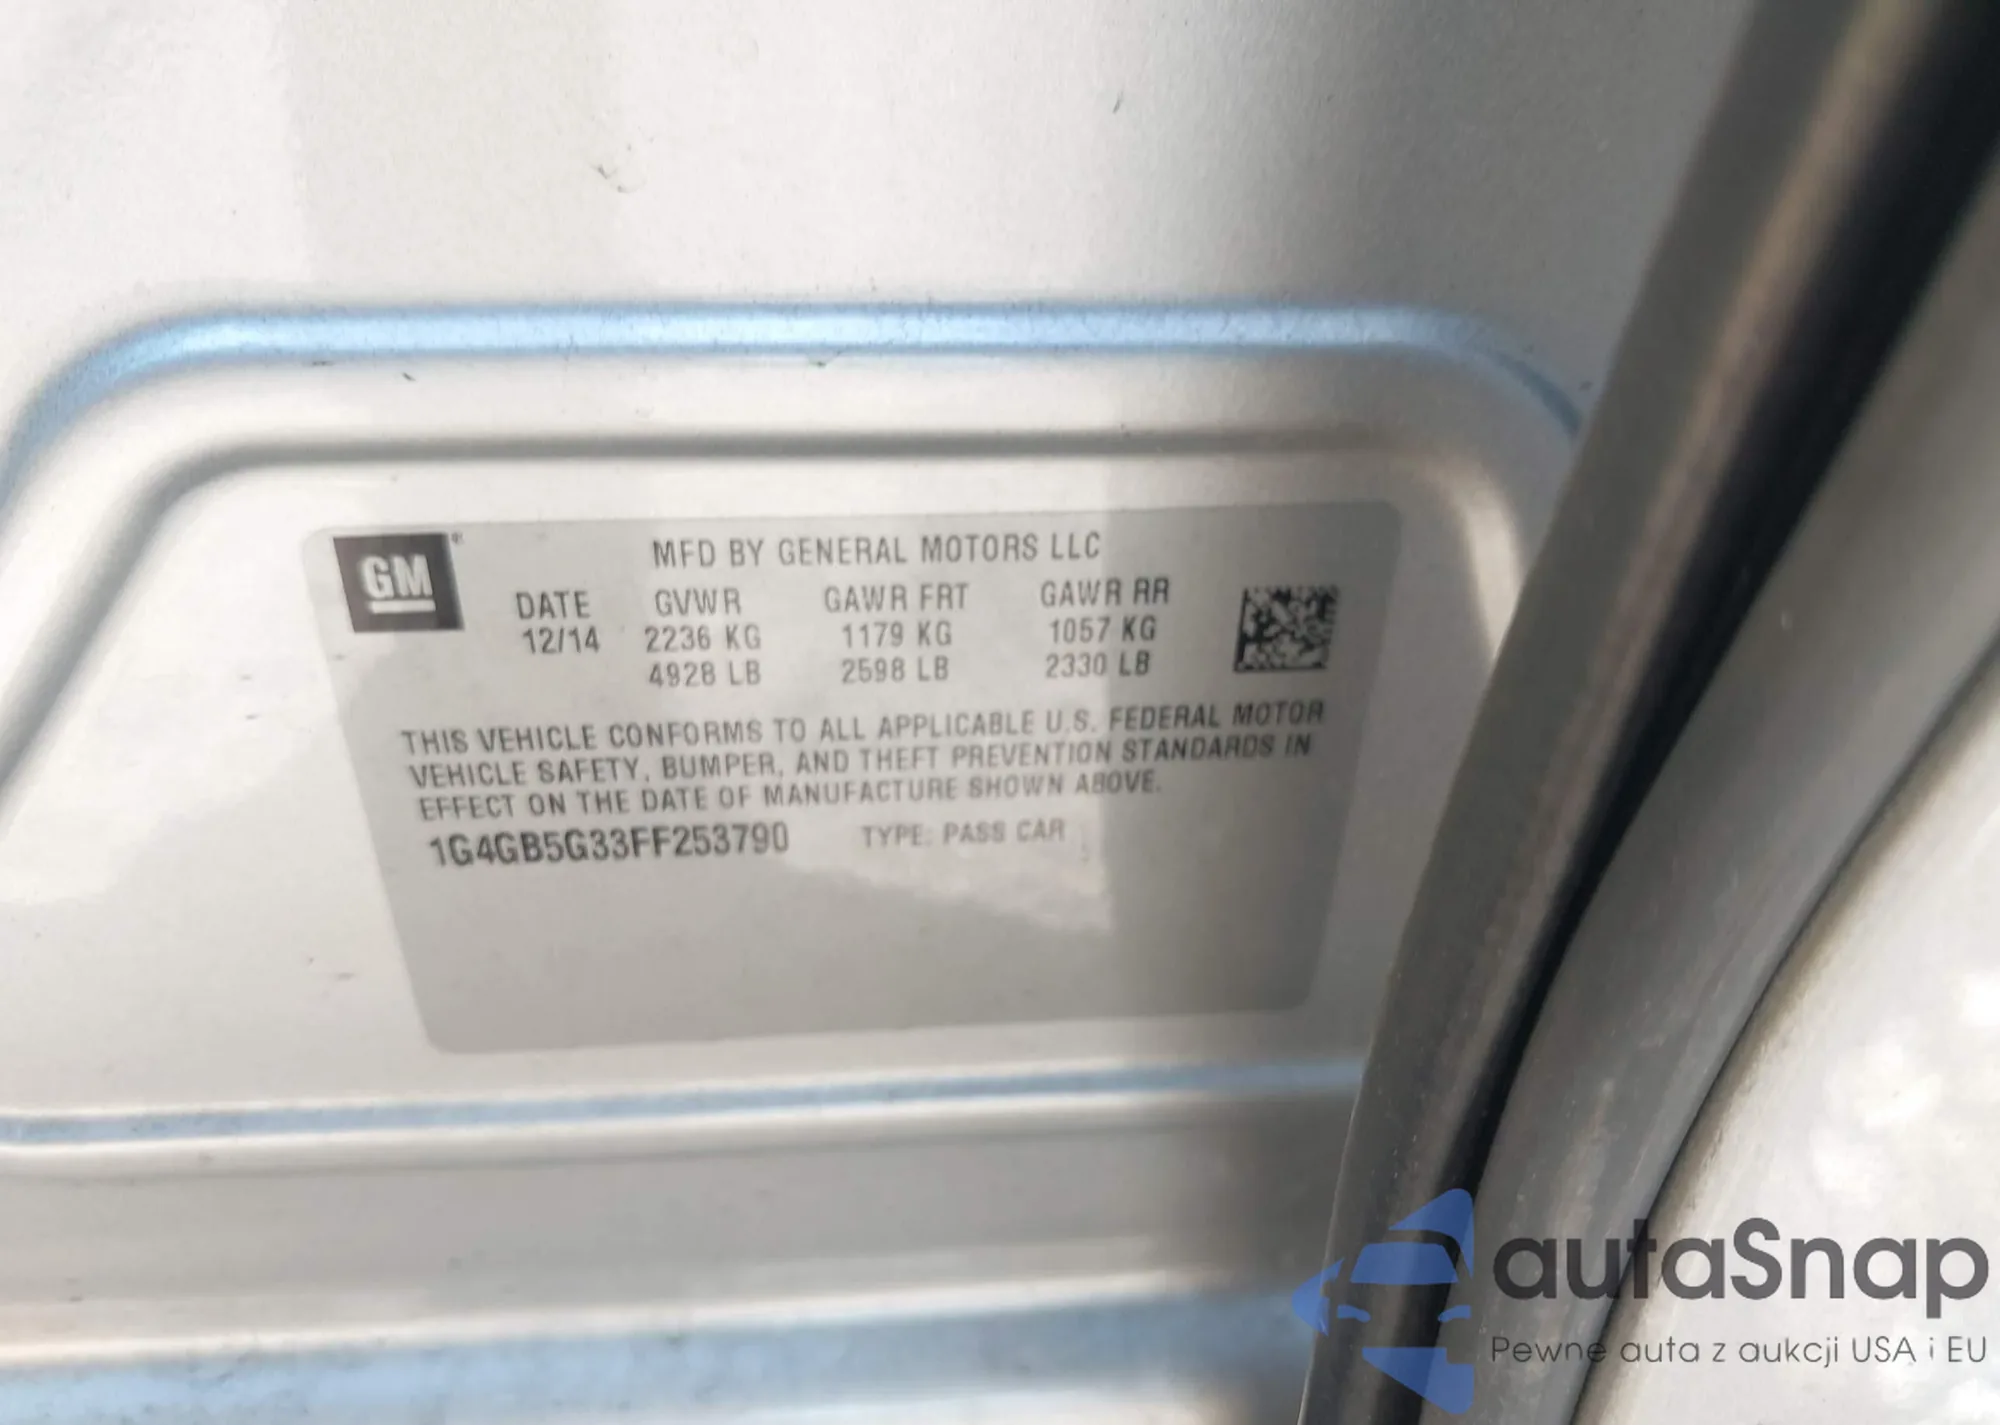 GM
MFD BY GENERAL MOTORS LLC
DATE GVWR GAWR FRT GAWR RR
12/14 2236 KG 1179 KG 1057 KG
4928 LB 2598 LB 2330 LB
THIS VEHICLE CONFORMS TO ALL APPLICABLE U.S. FEDERAL MOTOR
VEHICLE SAFETY, BUMPER, AND THEFT PREVENTION STANDARDS IN
EFFECT ON THE DATE OF MANUFACTURE SHOWN ABOVE.
1G4GB5G33FF253790 TYPE: PASS CAR
autaSnap
Pewne auta z aukcji USA i EU